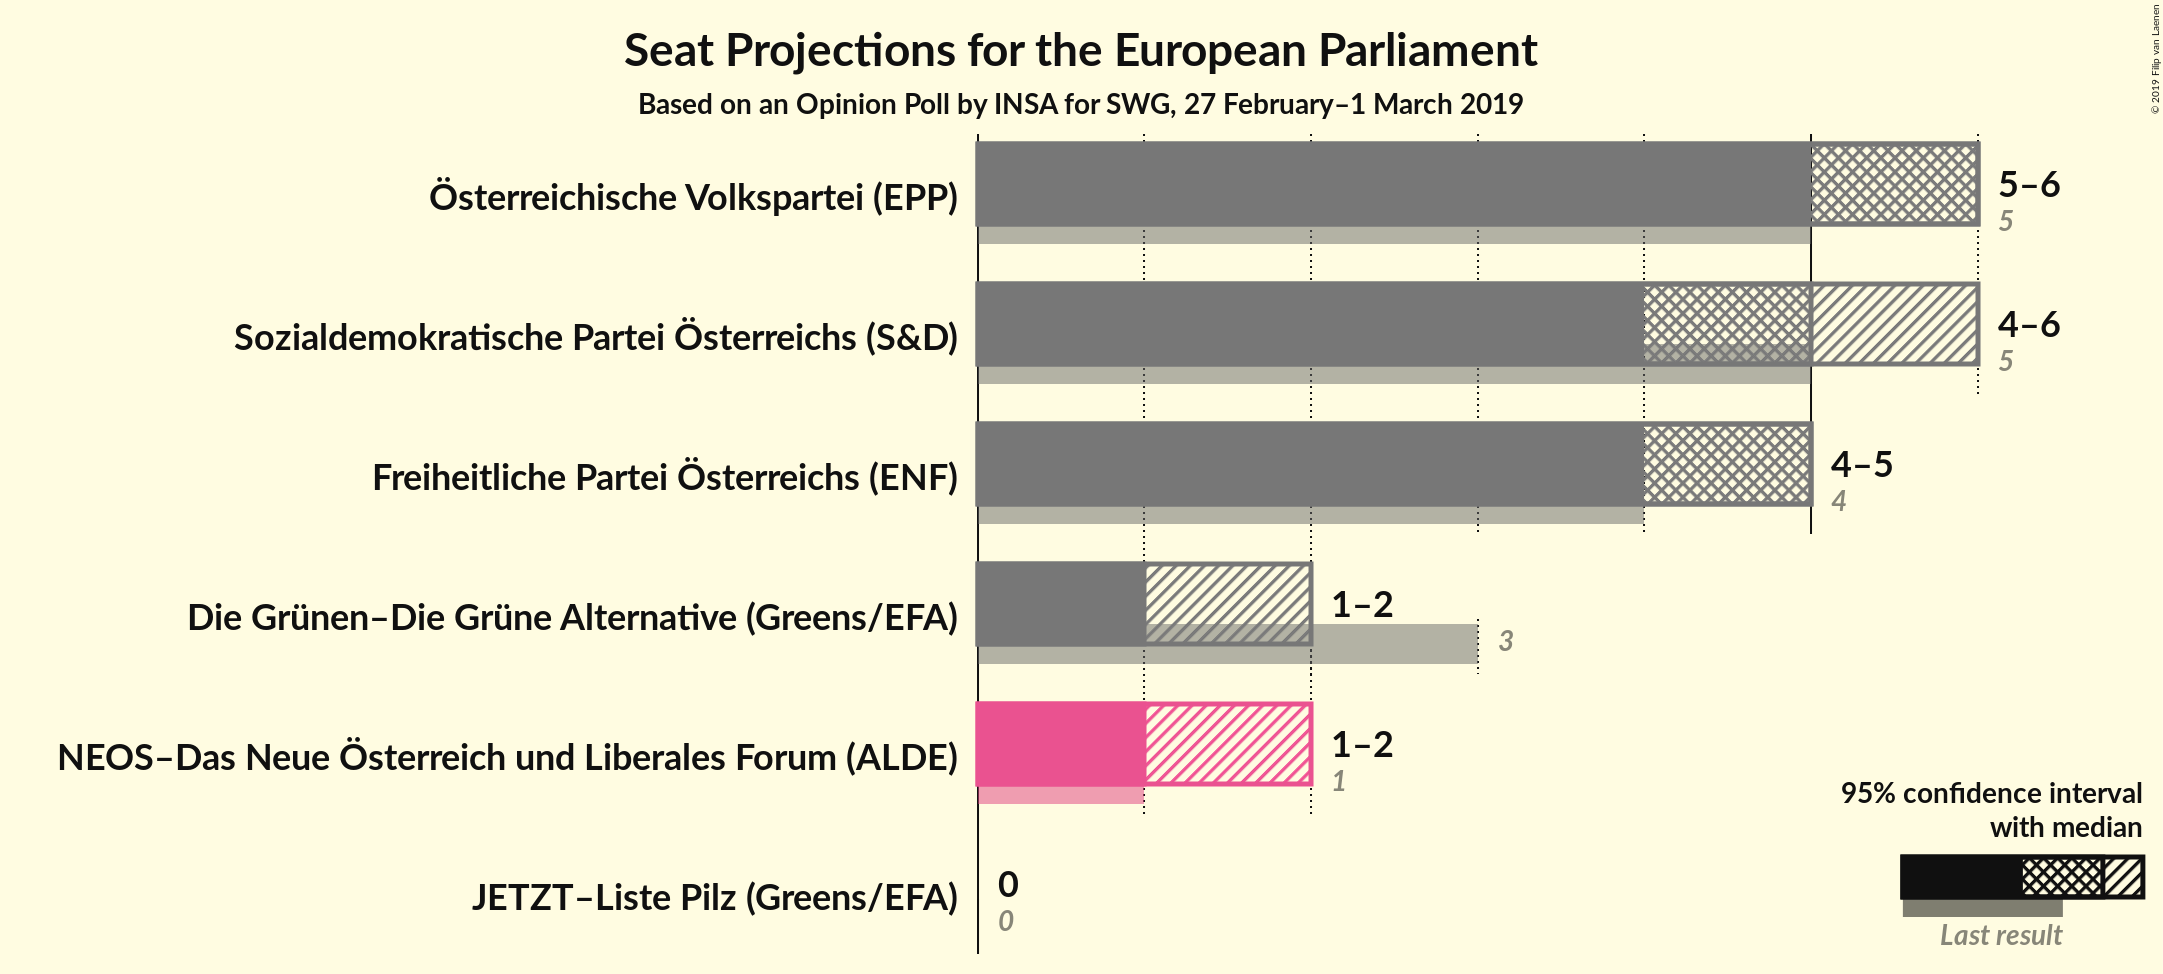 Seat Projections for the European Parliament
Based on an Opinion Poll by INSA for SWG, 27 February–1 March 2019
© 2019 Filip van Laenen
Österreichische Volkspartei (EPP)
5–6
5
Sozialdemokratische Partei Österreichs (S&D)
4–6
5
Freiheitliche Partei Österreichs (ENF)
4–5
4
Die Grünen–Die Grüne Alternative (Greens/EFA)
1–2
3
NEOS–Das Neue Österreich und Liberales Forum (ALDE)
1–2
1
JETZT–Liste Pilz (Greens/EFA)
0
0
95% confidence interval
with median
Last result